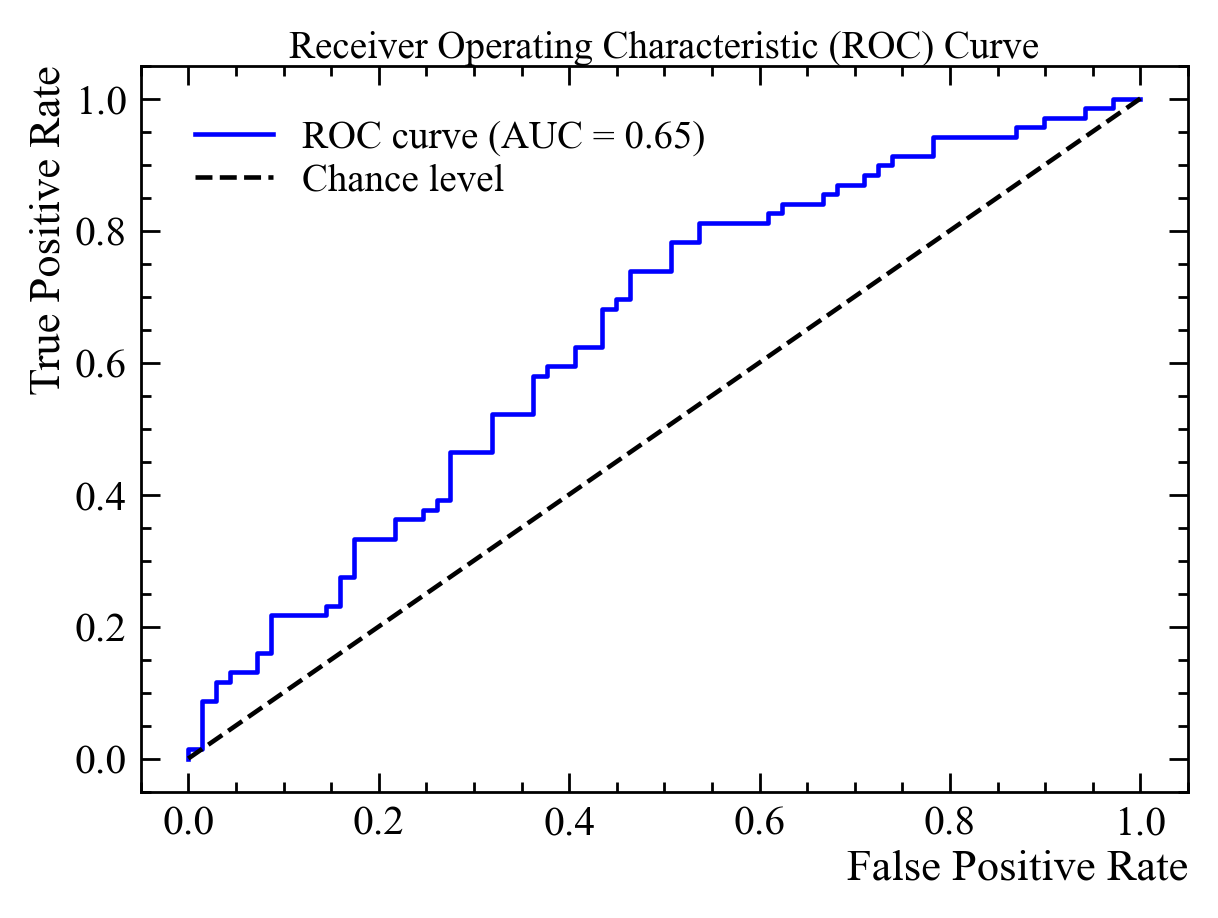 Receiver Operating Characteristic (ROC) Curve
True Positive Rate
1.0
0.8
0.6
0.4
0.2
0.0
ROC curve (AUC = 0.65)
Chance level
0.0 0.2 0.4 0.6 0.8 1.0
False Positive Rate